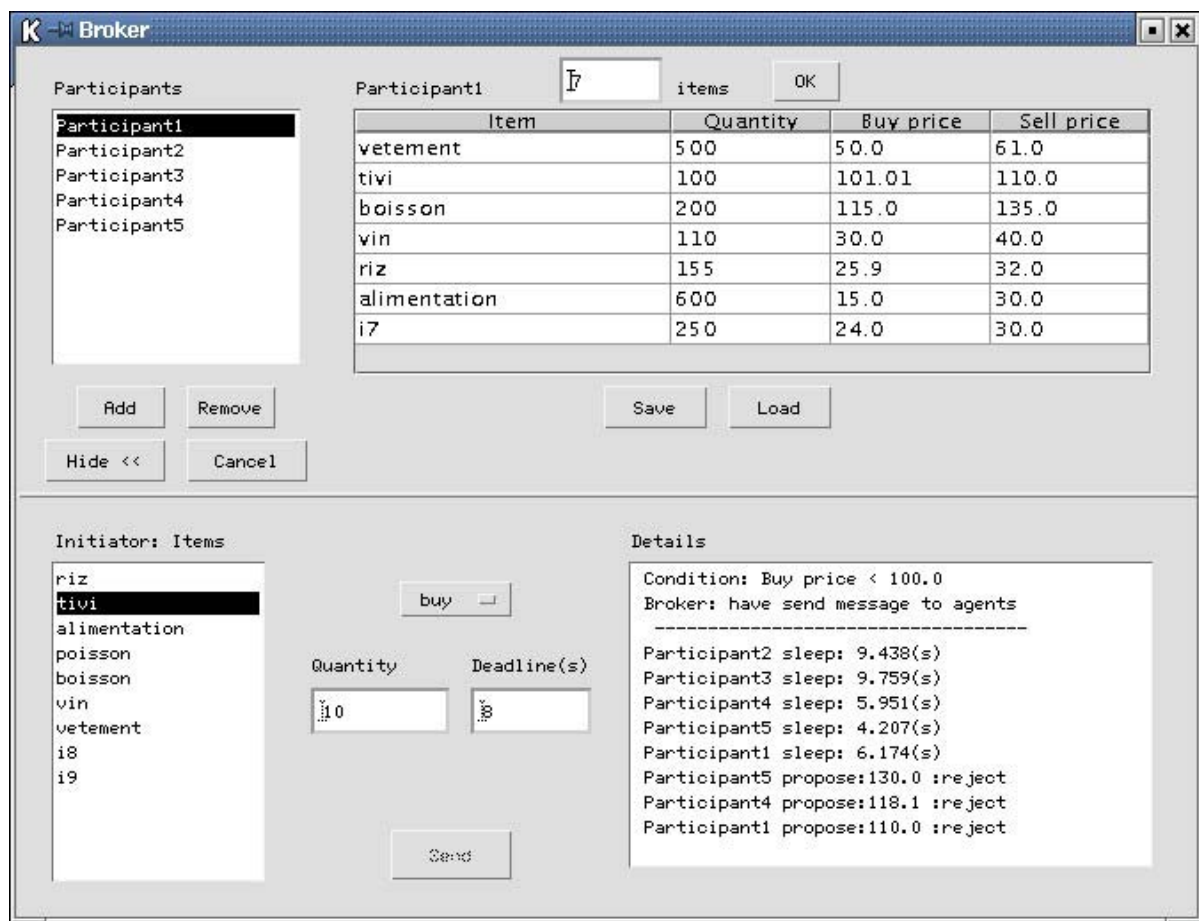 Broker
Participants
Participant1
Participant2
Participant3
Participant4
Participant5
Participant1 7 items OK
Item Quantity Buy price Sell price
vetement 500 50.0 61.0
tivi 100 101.01 110.0
boisson 200 115.0 135.0
vin 110 30.0 40.0
riz 155 25.9 32.0
alimentation 600 15.0 30.0
i7 250 24.0 30.0
Add Remove Save Load
Hide << Cancel
Initiator: Items
riz
tivi
alimentation
poisson
boisson
vin
vetement
i8
i9
buy
Quantity Deadline(s)
10 8
Send
Details
Condition: Buy price < 100.0
Broker: have send message to agents
------------------------------------
Participant2 sleep: 9.438(s)
Participant3 sleep: 9.759(s)
Participant4 sleep: 5.951(s)
Participant5 sleep: 4.207(s)
Participant1 sleep: 6.174(s)
Participant5 propose:130.0 :reject
Participant4 propose:118.1 :reject
Participant1 propose:110.0 :reject